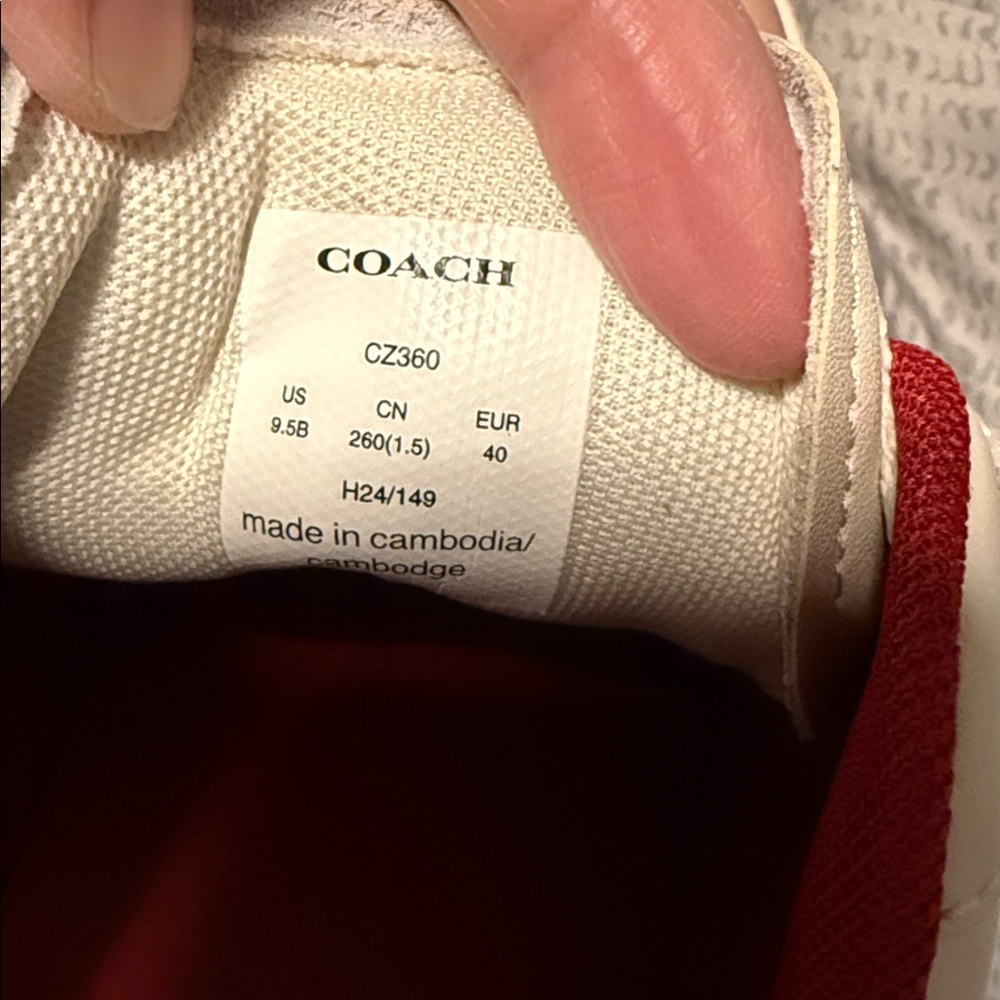 COACH
CZ360
US CN EUR
9.5B 260(1.5) 40
H24/149
made in cambodia/
cambodge